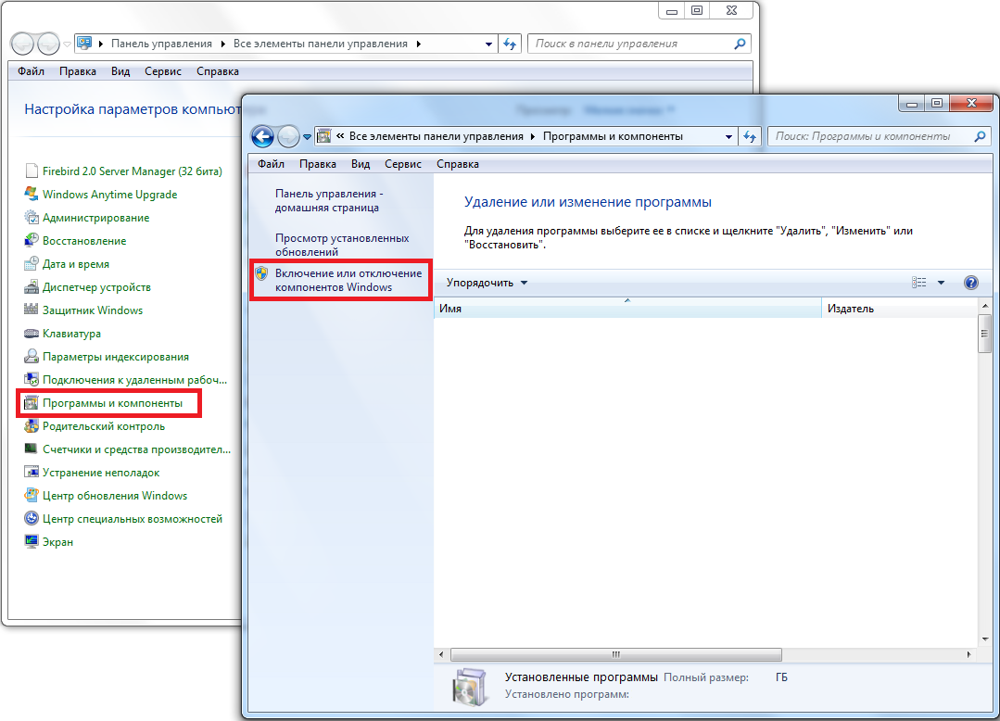 Панель управления
Все элементы панели управления
Поиск в панели управления
Файл Правка Вид Сервис Справка
Настройка параметров компьютера
Firebird 2.0 Server Manager (32 бита)
Windows Anytime Upgrade
Администрирование
Восстановление
Дата и время
Диспетчер устройств
Защитник Windows
Клавиатура
Параметры индексирования
Подключения к удаленным рабоч...
Программы и компоненты
Родительский контроль
Счетчики и средства производител...
Устранение неполадок
Центр обновления Windows
Центр специальных возможностей
Экран
« Все элементы панели управления
Программы и компоненты
Поиск: Программы и компоненты
Файл Правка Вид Сервис Справка
Панель управления -
домашняя страница
Просмотр установленных
обновлений
Включение или отключение
компонентов Windows
Удаление или изменение программы
Для удаления программы выберите ее в списке и щелкните "Удалить", "Изменить" или
"Восстановить".
Упорядочить
Имя
Издатель
Установленные программы Полный размер: ГБ
Установлено программ: